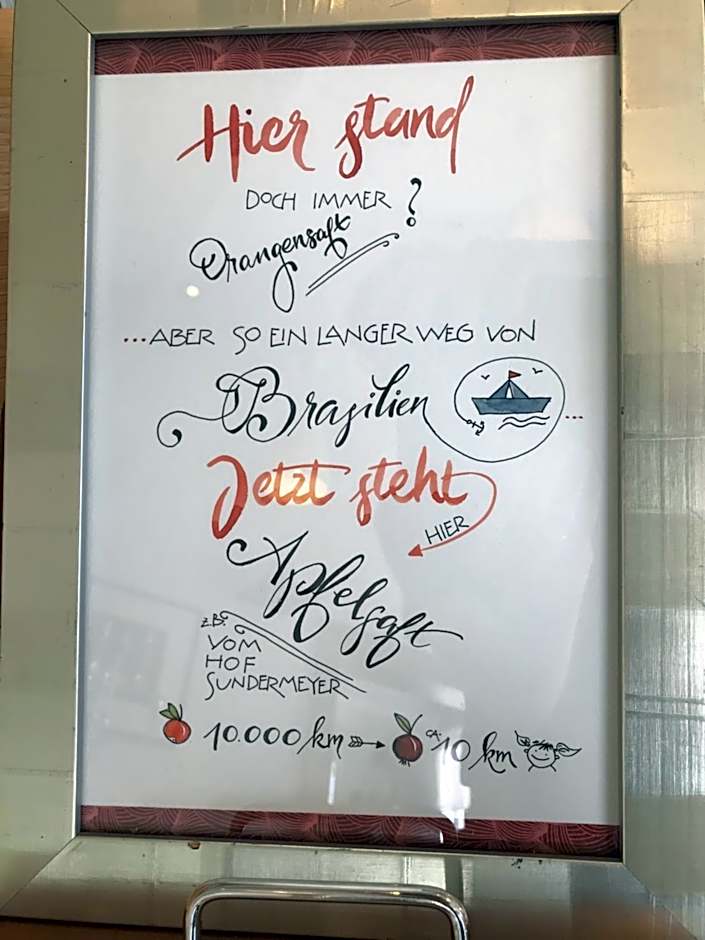 Hier stand
DOCH IMMER
Orangensaft?
...ABER SO EIN LANGER WEG VON
Brasilien...
Jetzt steht
HIER
Apfelsaft
z.B.
VOM
HOF
SUNDERMEYER
10.000 km → ca. 10 km